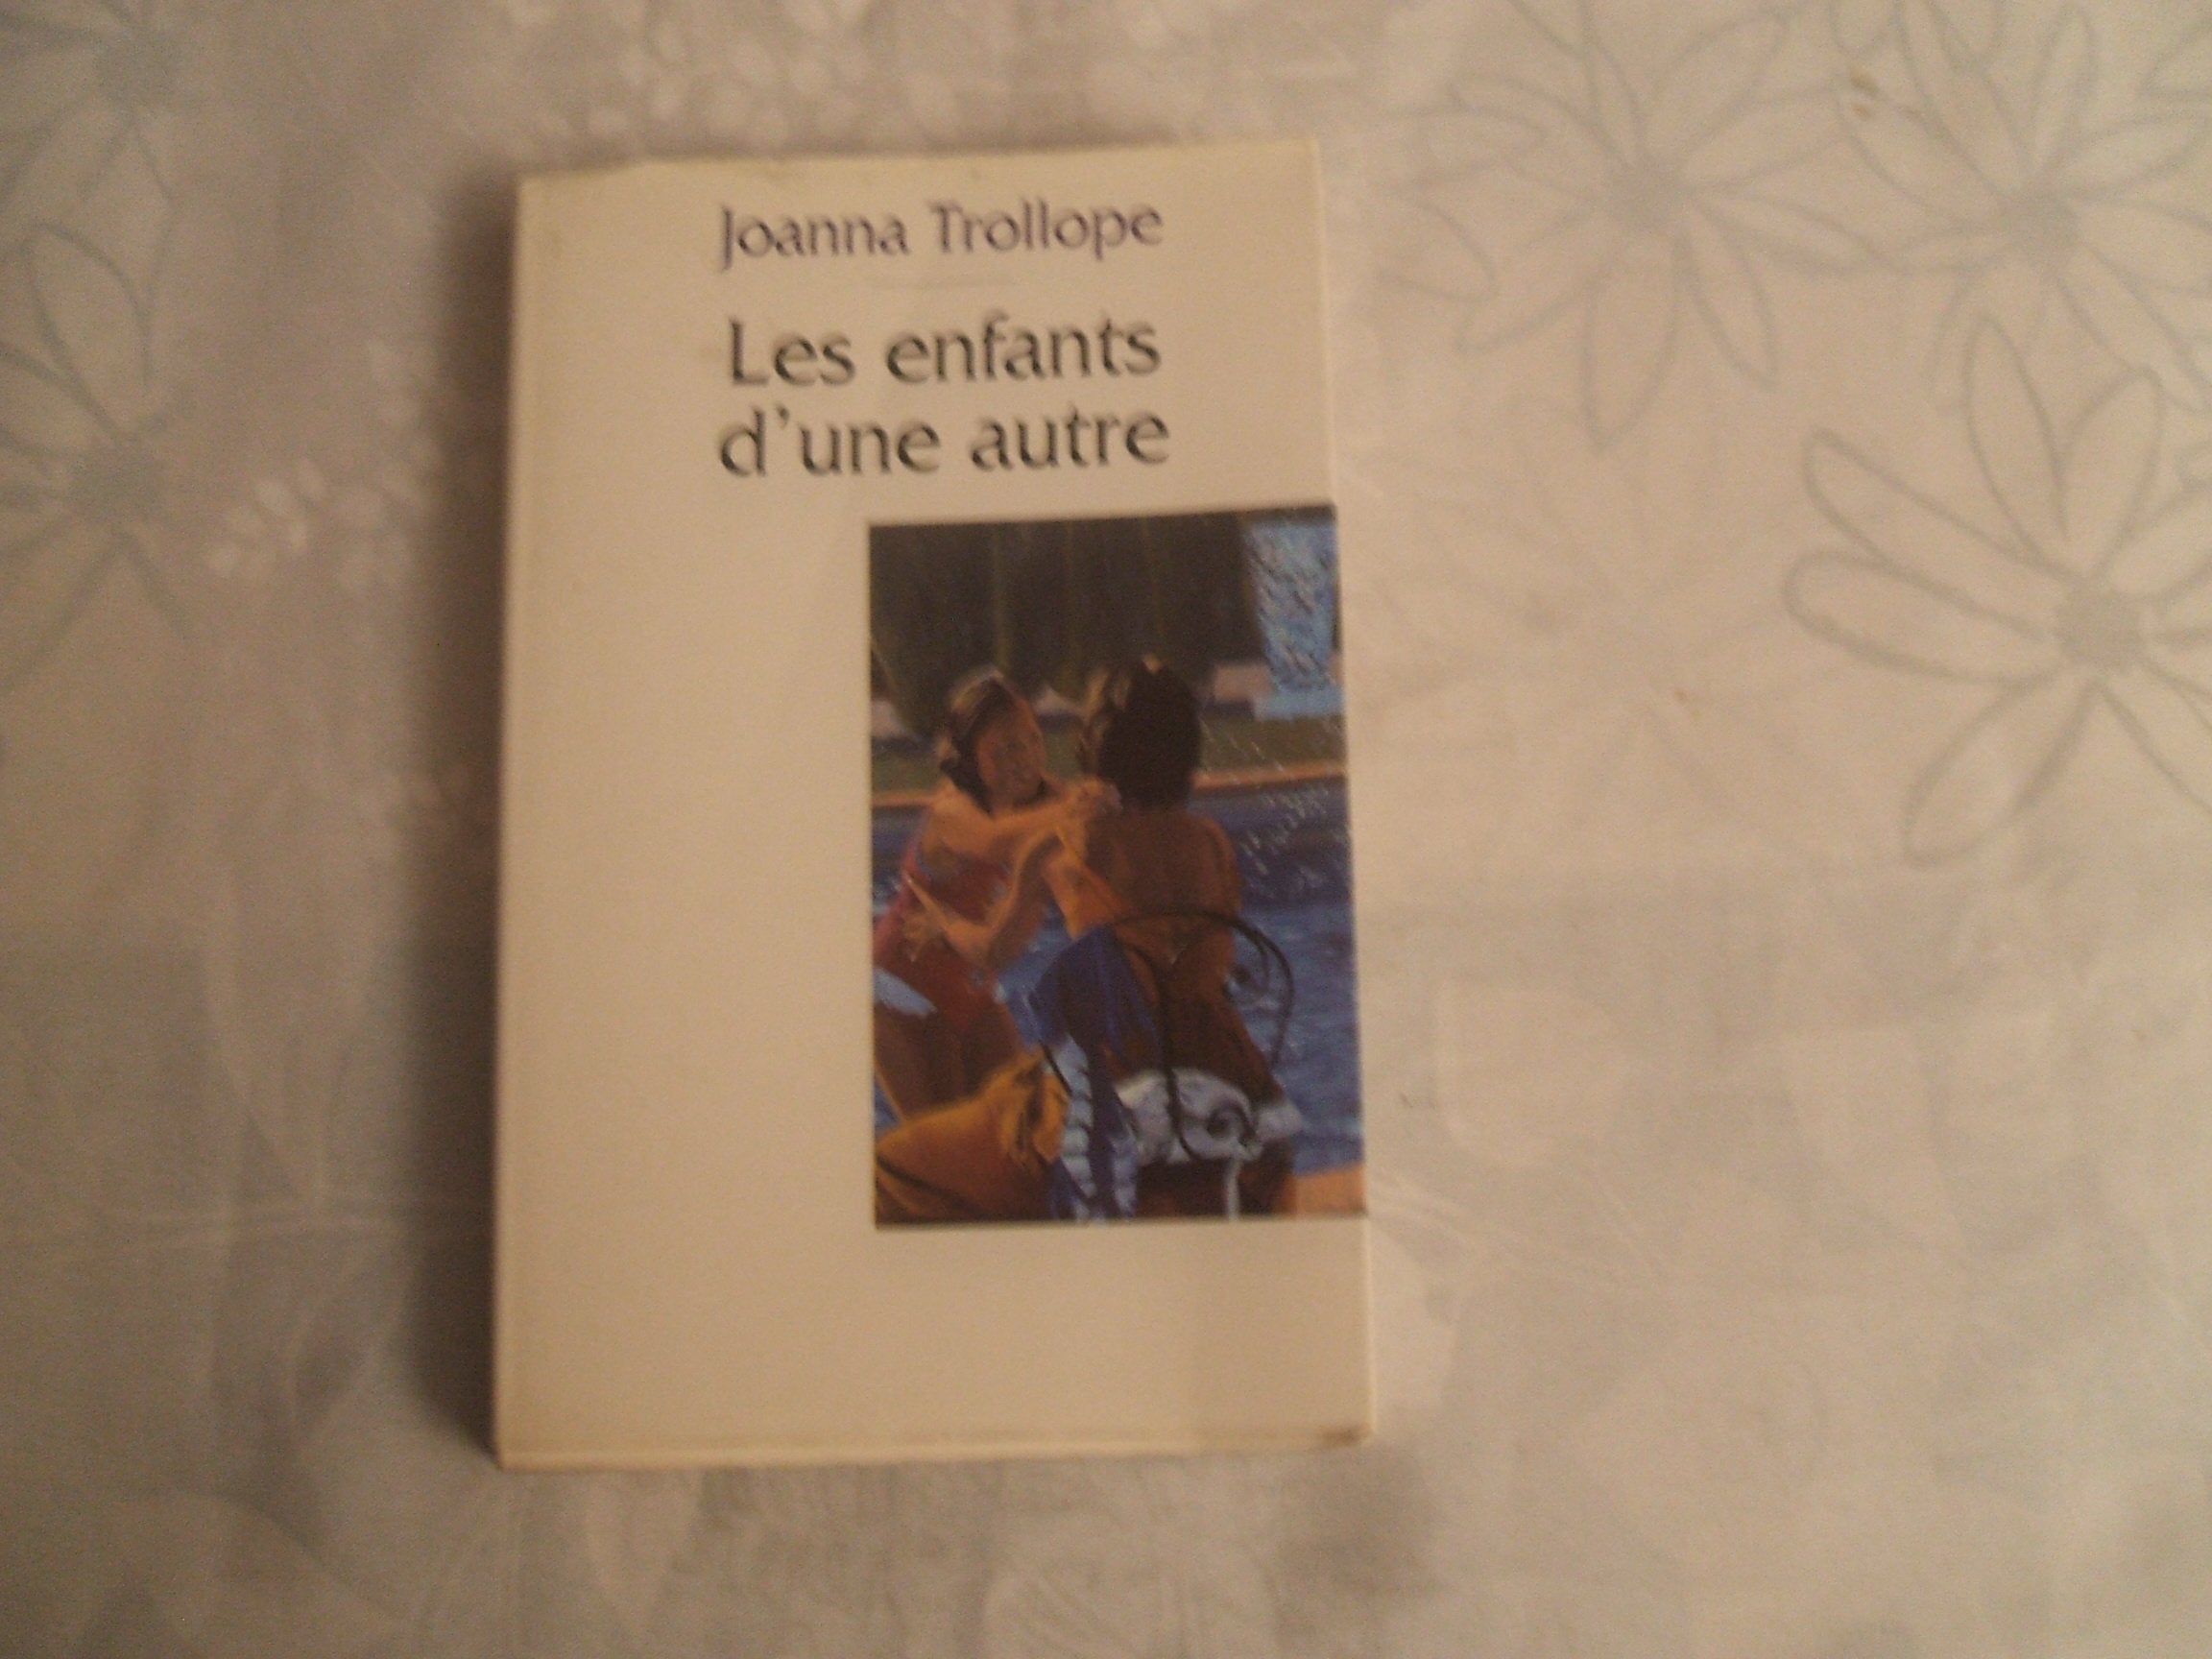 Joanna Trollope
Les enfants
d'une autre